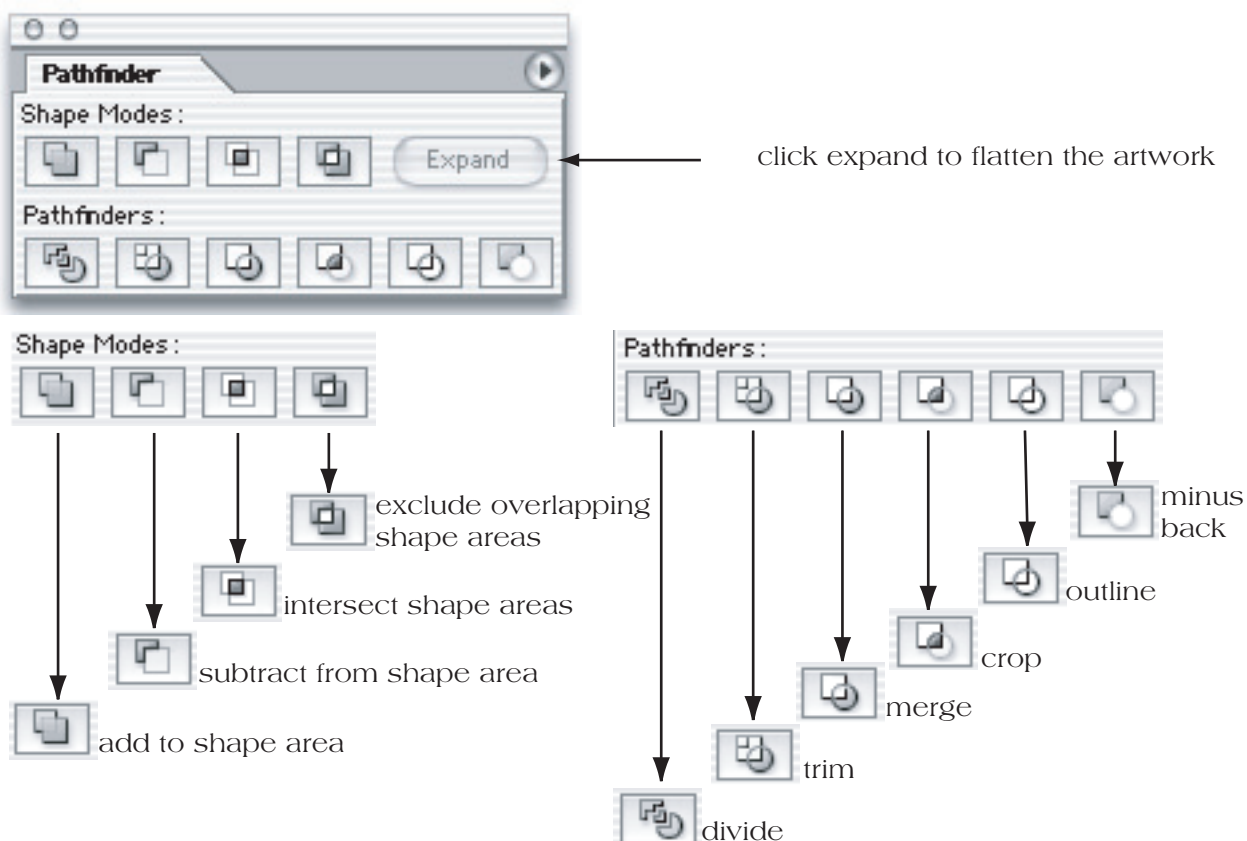 Pathfinder
Shape Modes:
Expand
click expand to flatten the artwork
Pathfinders:
Shape Modes:
exclude overlapping
shape areas
intersect shape areas
subtract from shape area
add to shape area
Pathfinders:
minus
back
outline
crop
merge
trim
divide